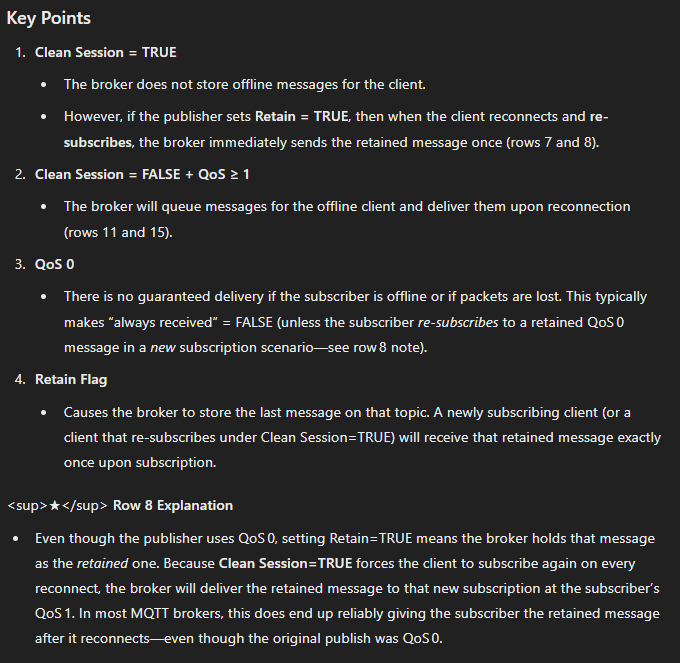 Key Points
1. Clean Session = TRUE
• The broker does not store offline messages for the client.
• However, if the publisher sets Retain = TRUE, then when the client reconnects and re-
subscribes, the broker immediately sends the retained message once (rows 7 and 8).
2. Clean Session = FALSE + QoS ≥ 1
• The broker will queue messages for the offline client and deliver them upon reconnection
(rows 11 and 15).
3. QoS 0
• There is no guaranteed delivery if the subscriber is offline or if packets are lost. This typically
makes “always received” = FALSE (unless the subscriber re-subscribes to a retained QoS 0
message in a new subscription scenario—see row 8 note).
4. Retain Flag
• Causes the broker to store the last message on that topic. A newly subscribing client (or a
client that re-subscribes under Clean Session=TRUE) will receive that retained message exactly
once upon subscription.
<sup>★</sup> Row 8 Explanation
• Even though the publisher uses QoS 0, setting Retain=TRUE means the broker holds that message
as the retained one. Because Clean Session=TRUE forces the client to subscribe again on every
reconnect, the broker will deliver the retained message to that new subscription at the subscriber’s
QoS 1. In most MQTT brokers, this does end up reliably giving the subscriber the retained message
after it reconnects—even though the original publish was QoS 0.